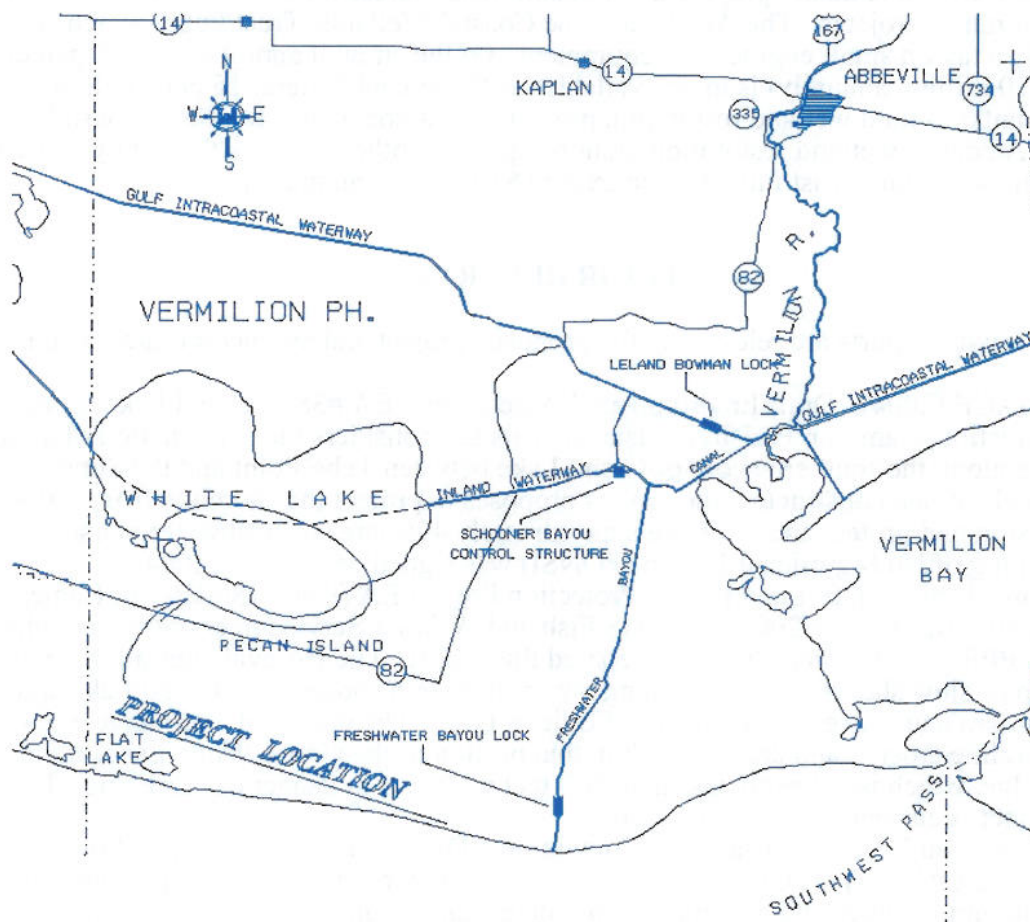 14
167
N
W E
W
S
KAPLAN
14
ABBEVILLE
734
335
14
GULF INTRACOASTAL WATERWAY
VERMILION R.
82
VERMILION PH.
LELAND BOWMAN LOCK
GULF INTRACOASTAL WATERWAY
CANAL
WHILE LAKE
INLAND WATERWAY
SCHOONER BAYOU
CONTROL STRUCTURE
VERMILION
BAY
BAYOU
FRESHWATER
PECAN ISLAND
82
PROJECT LOCATION
FRESHWATER BAYOU LOCK
FLAT
LAKE
SOUTHWEST PASS